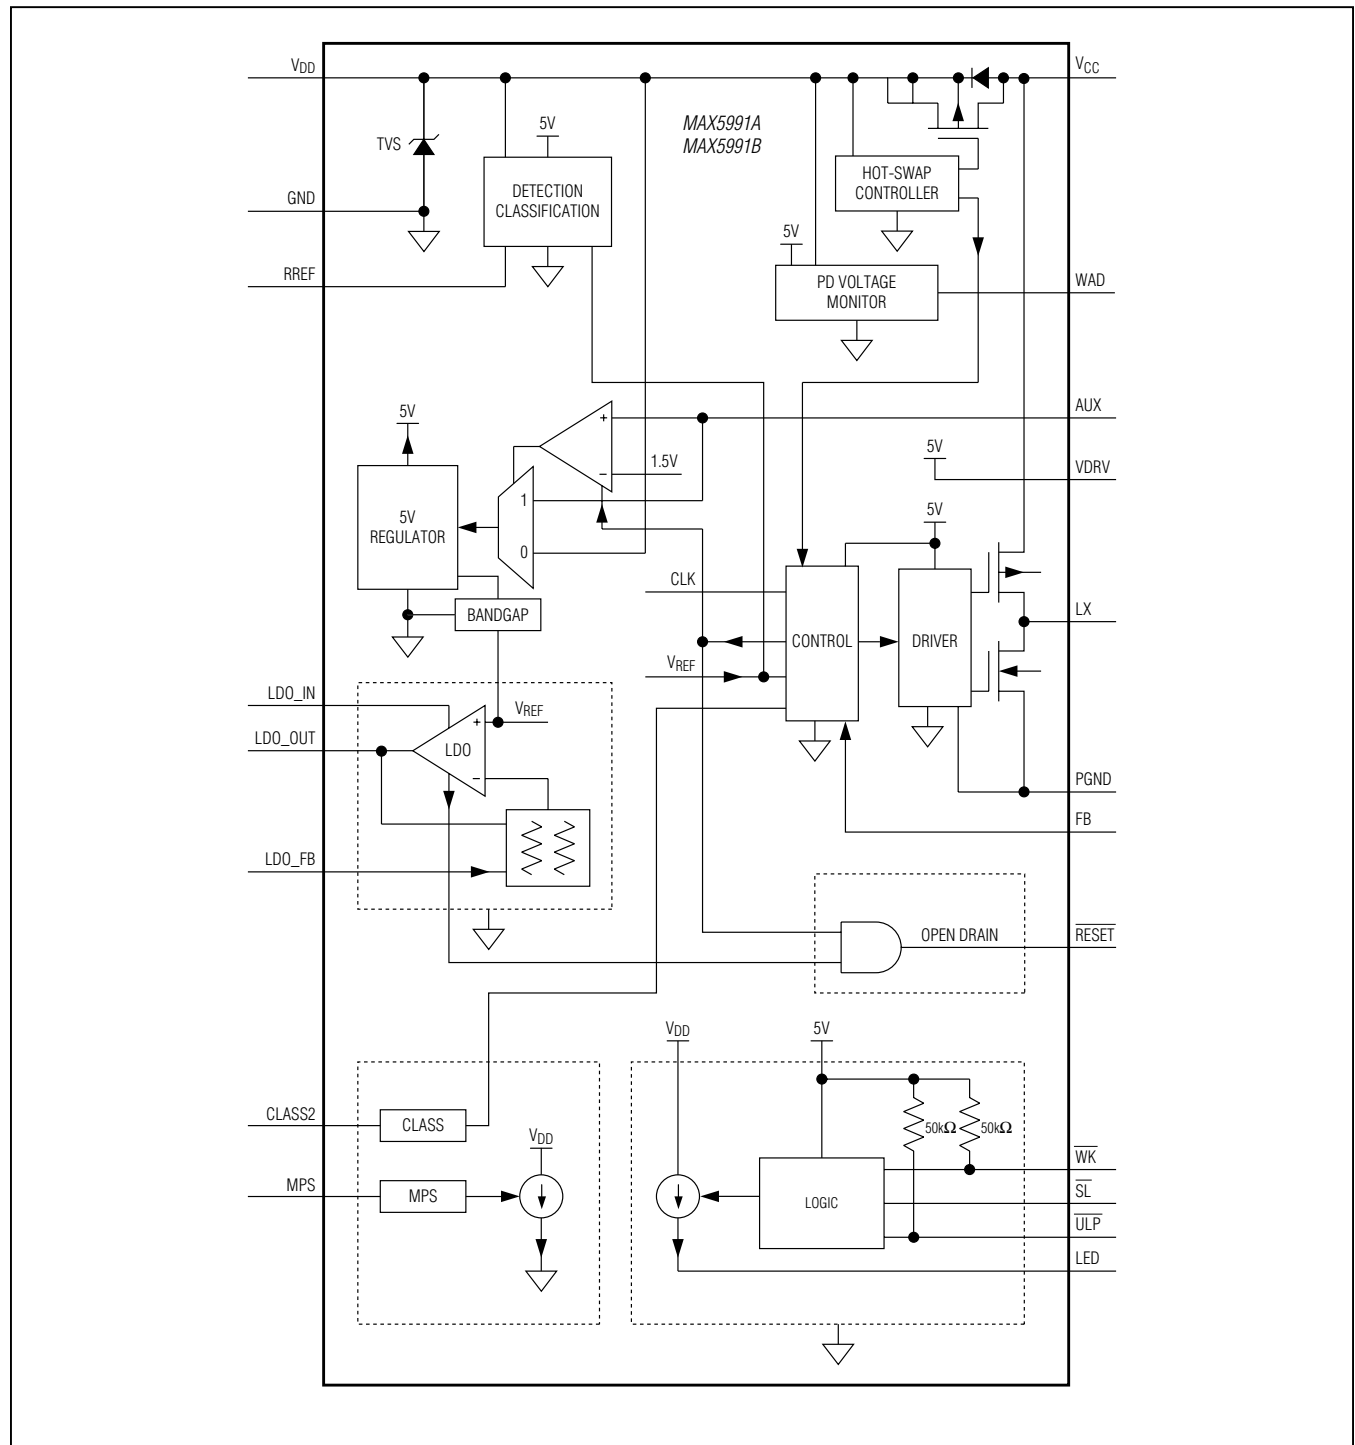 VDD
VCC
MAX5991A
MAX5991B
5V
TVS
DETECTION
CLASSIFICATION
HOT-SWAP
CONTROLLER
GND
5V
RREF
PD VOLTAGE
MONITOR
WAD
5V
+
AUX
1.5V
−
5V
VDRV
1
5V
REGULATOR
0
5V
CLK
BANDGAP
LX
CONTROL
DRIVER
VREF
LDO_IN
+
VREF
LDO_OUT
LDO
−
PGND
FB
LDO_FB
OPEN DRAIN
RESET
VDD
5V
CLASS2
CLASS
50kΩ
50kΩ
VDD
WK
MPS
MPS
LOGIC
SL
ULP
LED